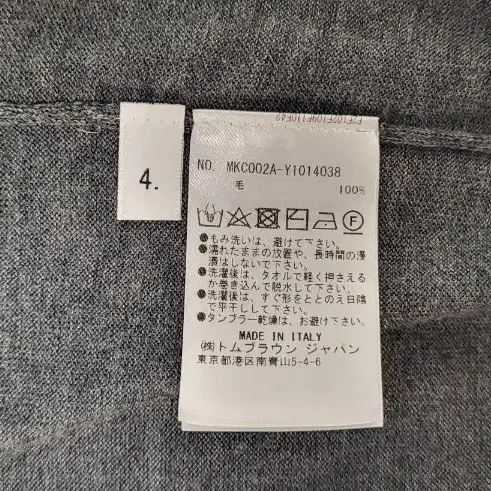 4.
NO. MKC002A-Y1014038
毛 100%
F
●もみ洗いは、避けて下さい。
●濡れたままの放置や、長時間の浸
漬はしないで下さい。
●洗濯後は、タオルで軽く押さえる
か巻き込んで脱水して下さい。
●洗濯後は、すぐ形をととのえ日陰
で平干しして下さい。
●タンブラー乾燥は、お避け下さい。
MADE IN ITALY
(株)トムブラウン ジャパン
東京都港区南青山5-4-6